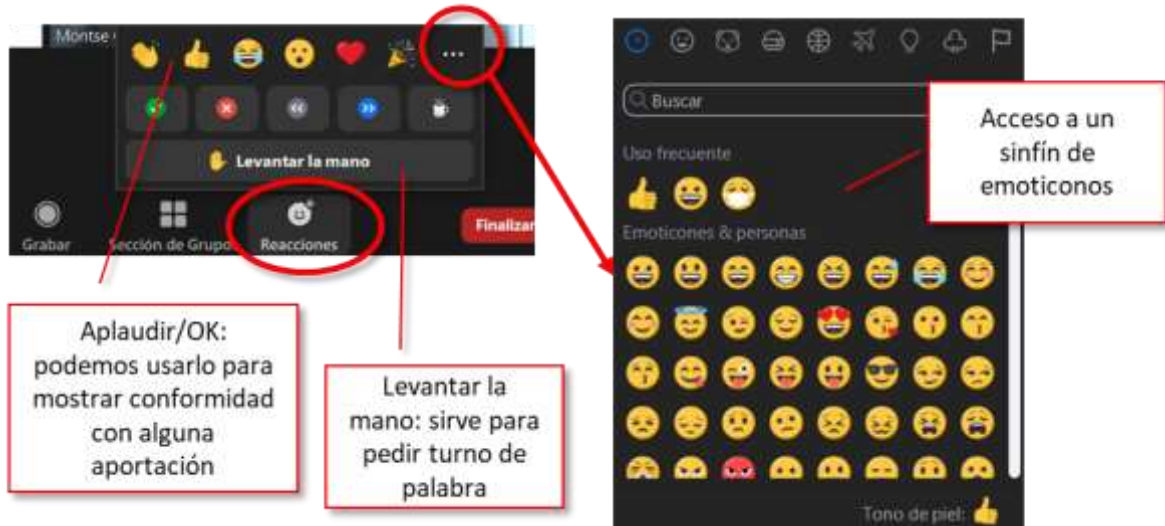 Montse
Levantar la mano
Grabar
Sección de Grupo
Reacciones
Finalizar
Aplaudir/OK:
podemos usarlo para
mostrar conformidad
con alguna
aportación
Levantar la
mano: sirve para
pedir turno de
palabra
Buscar
Uso frecuente
Emoticones & personas
Tono de piel:
Acceso a un
sinfín de
emoticonos